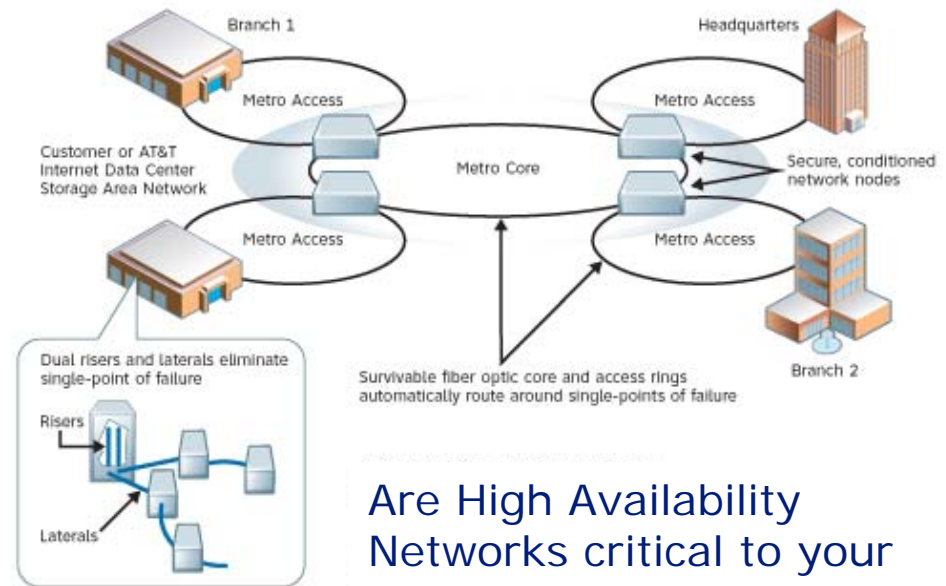 Branch 1
Headquarters
Metro Access
Metro Access
Customer or AT&T
Internet Data Center
Storage Area Network
Metro Core
Secure, conditioned
network nodes
Metro Access
Metro Access
Dual risers and laterals eliminate
single-point of failure
Survivable fiber optic core and access rings
automatically route around single-points of failure
Branch 2
Risers
Laterals
Are High Availability
Networks critical to your